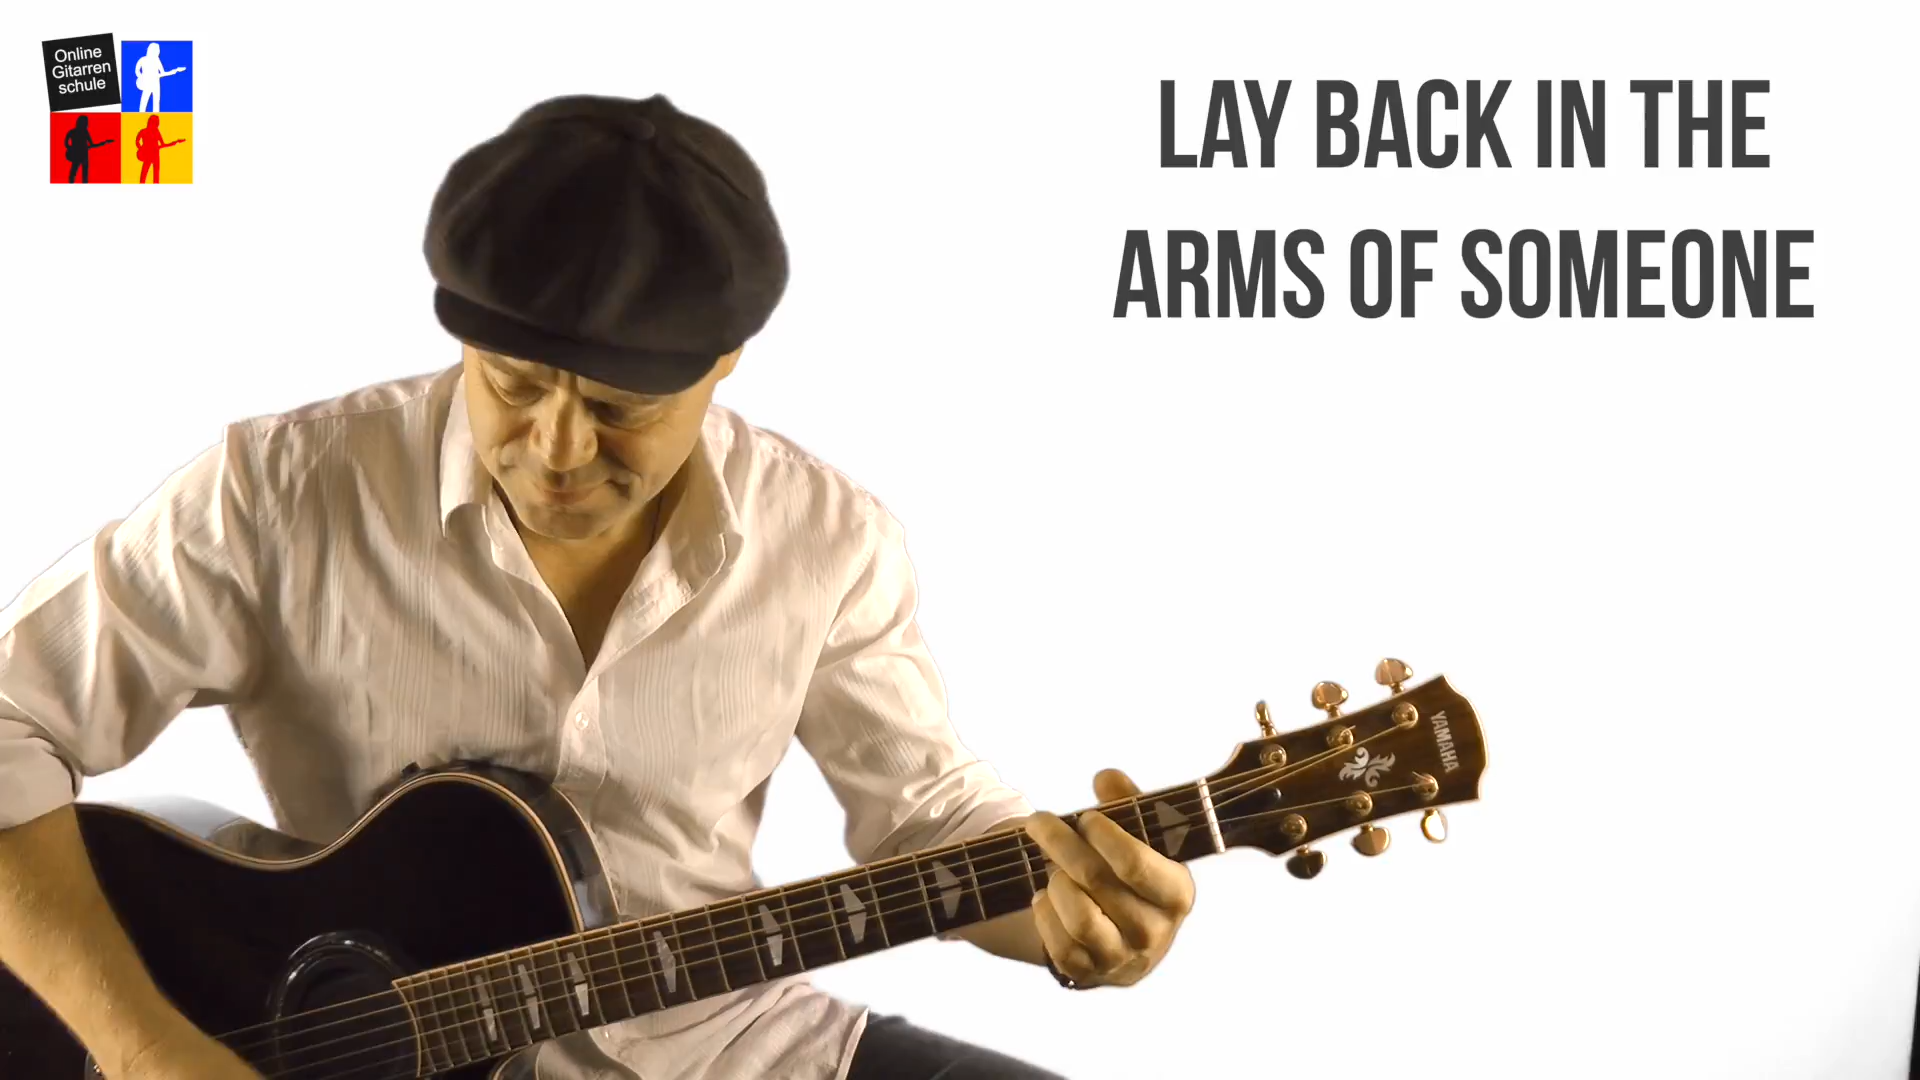 Online
Gitarren
schule
LAY BACK IN THE
ARMS OF SOMEONE
YAMAHA